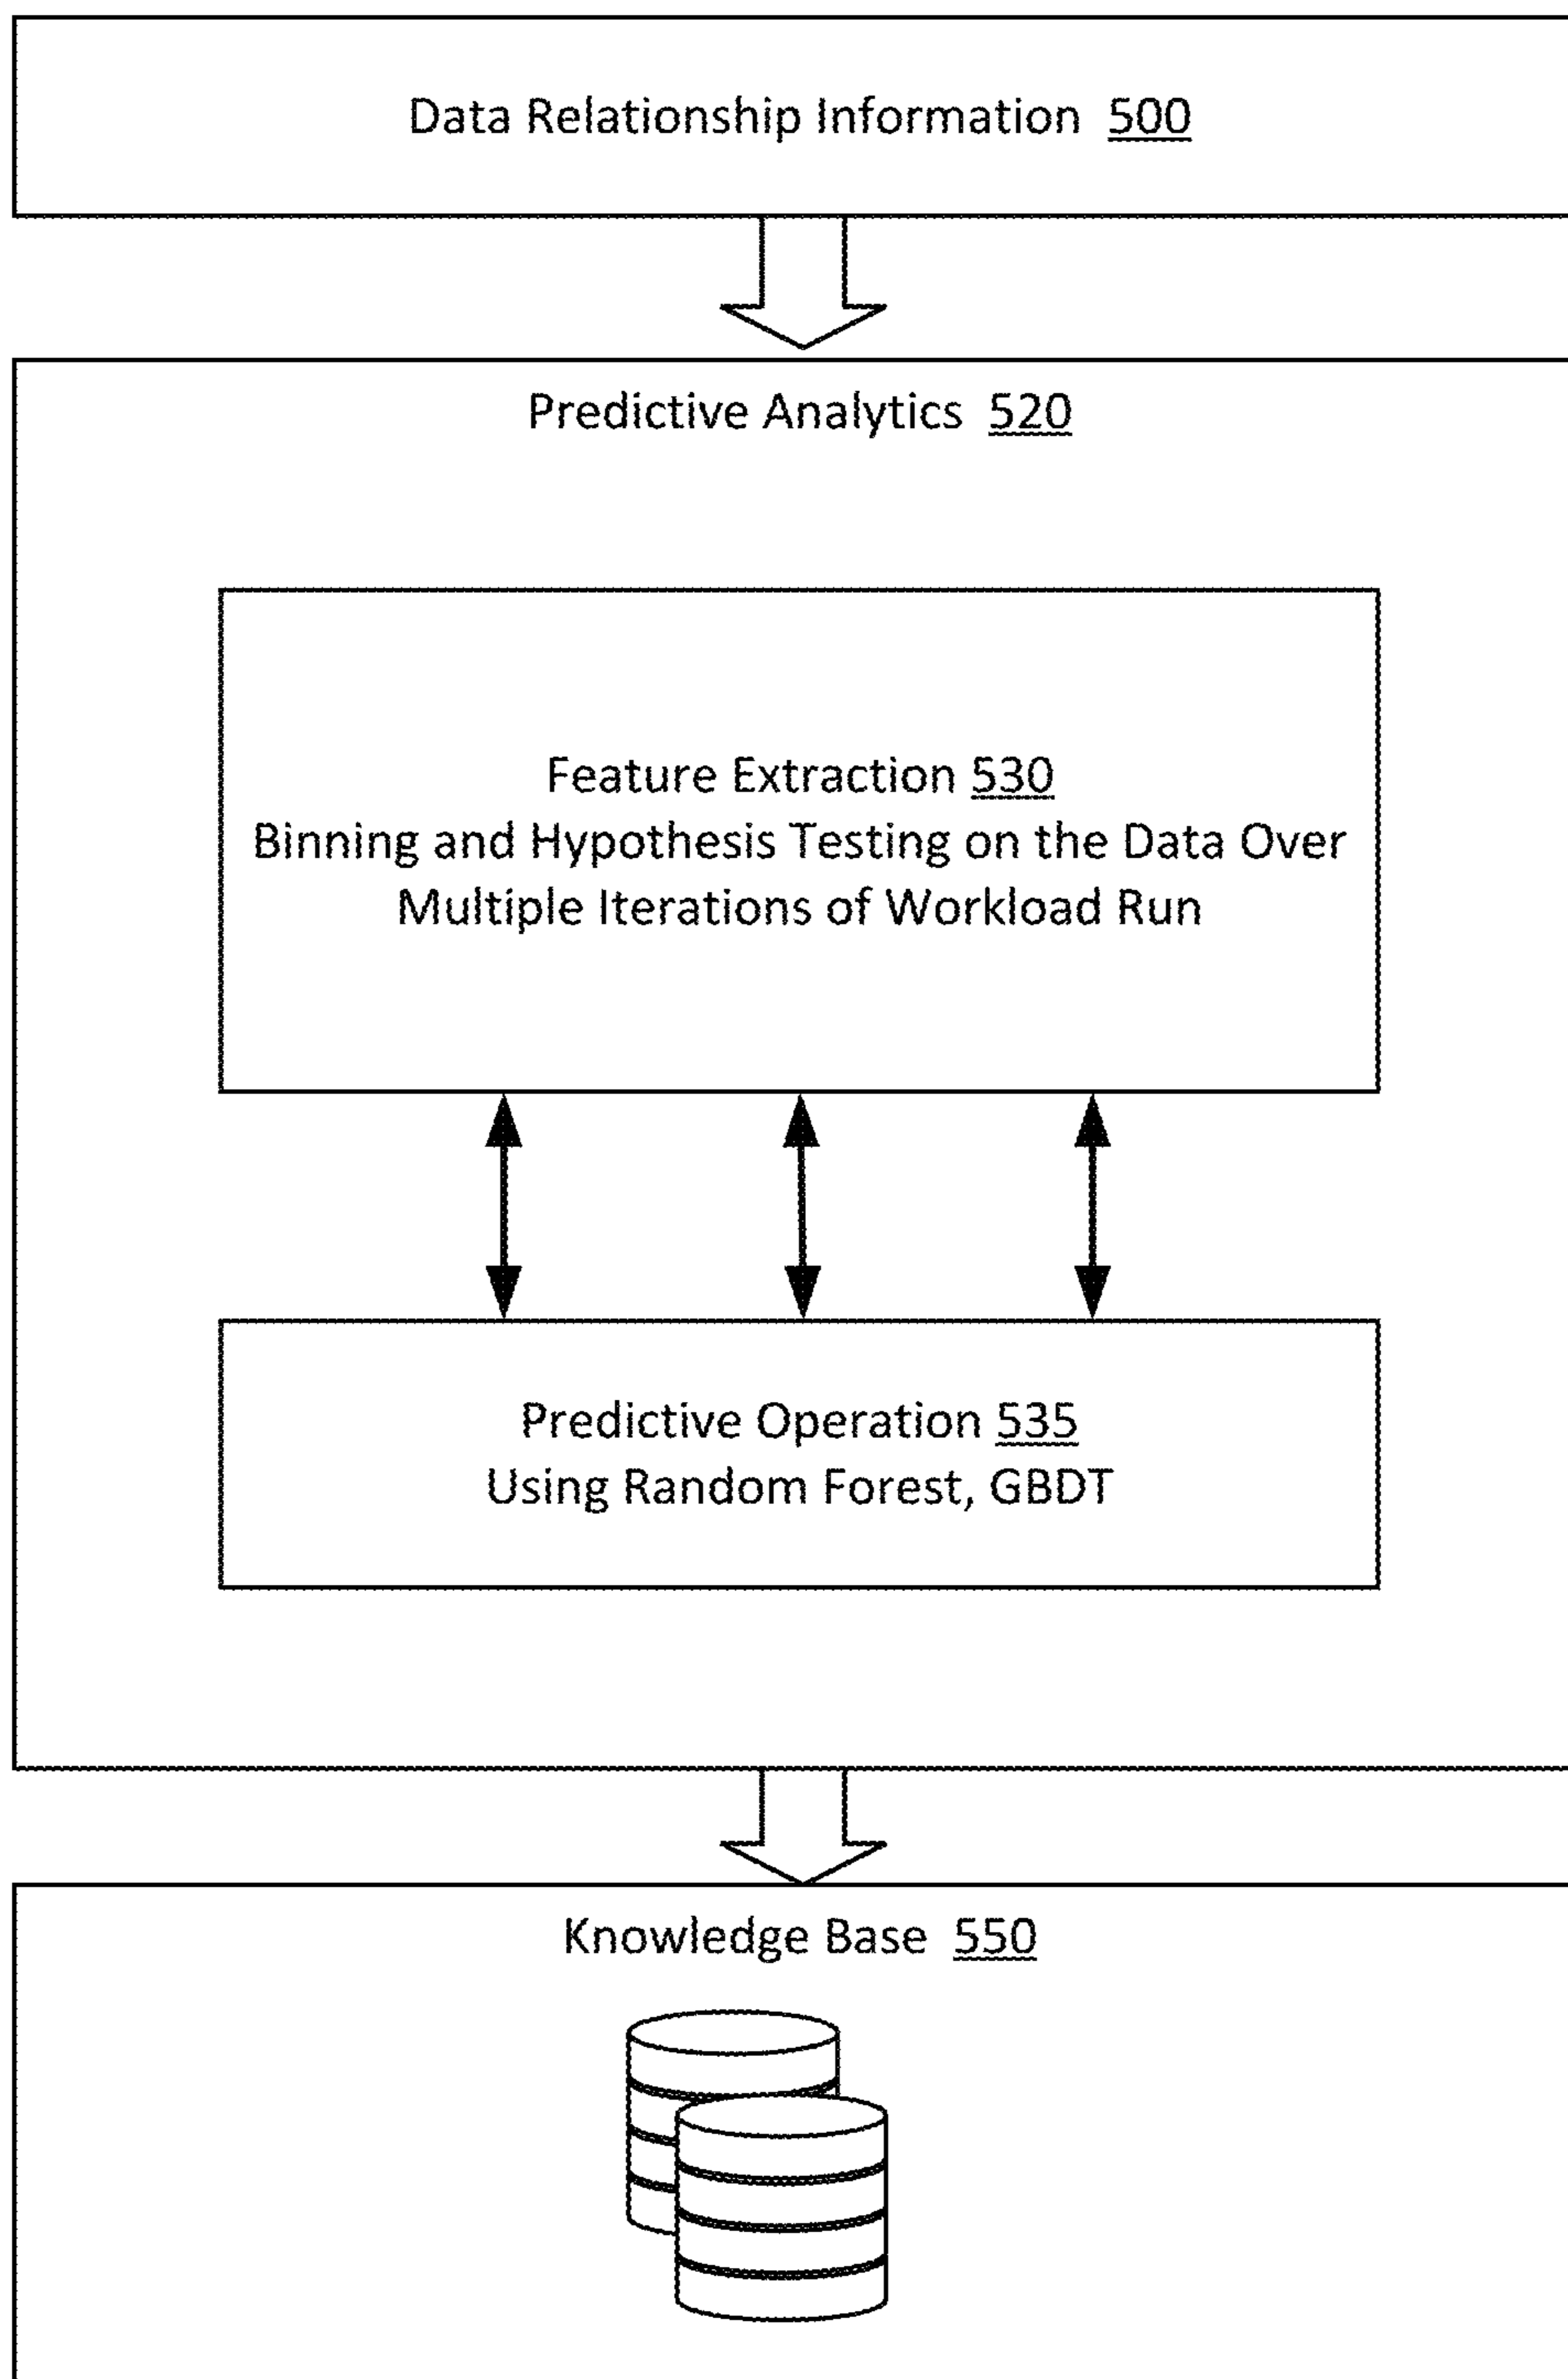 Data Relationship Information 500
Predictive Analytics 520
Feature Extraction 530
Binning and Hypothesis Testing on the Data Over
Multiple Iterations of Workload Run
Predictive Operation 535
Using Random Forest, GBDT
Knowledge Base 550